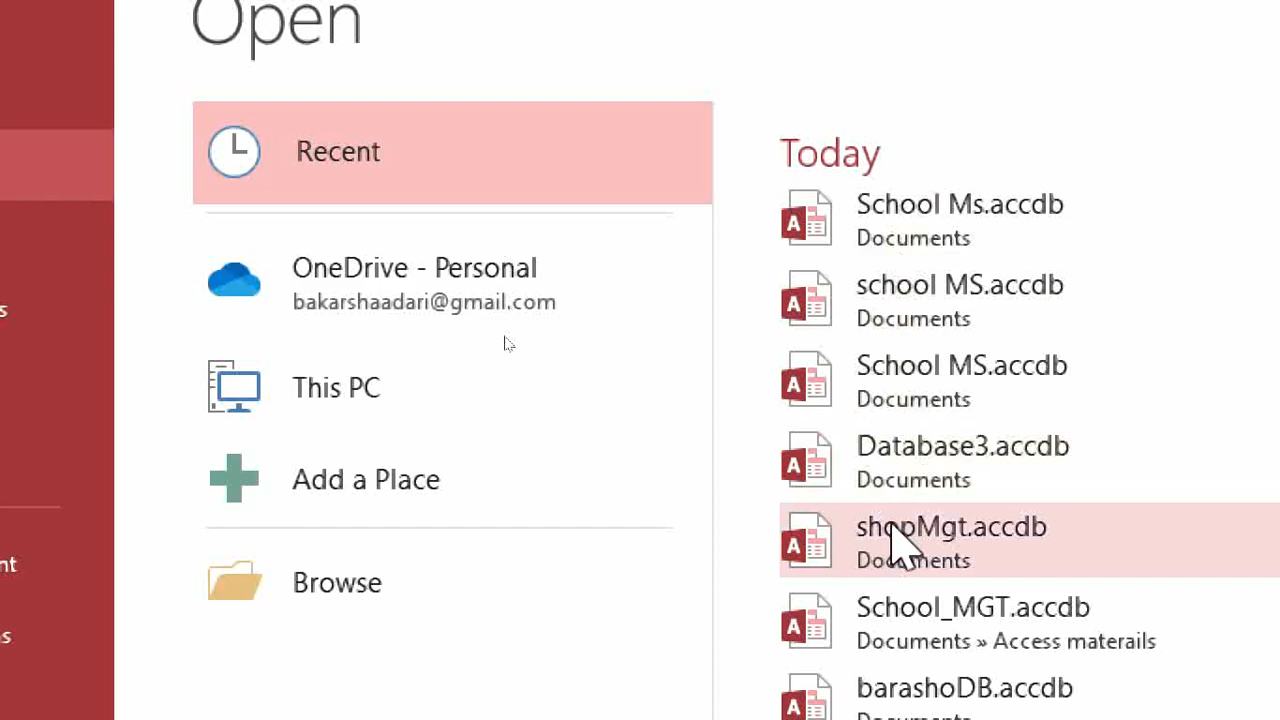 Open
Recent
OneDrive - Personal
bakarshaadari@gmail.com
This PC
Add a Place
Browse
Today
School Ms.accdb
Documents
school MS.accdb
Documents
School MS.accdb
Documents
Database3.accdb
Documents
shopMgt.accdb
Documents
School_MGT.accdb
Documents » Access materails
barashoDB.accdb